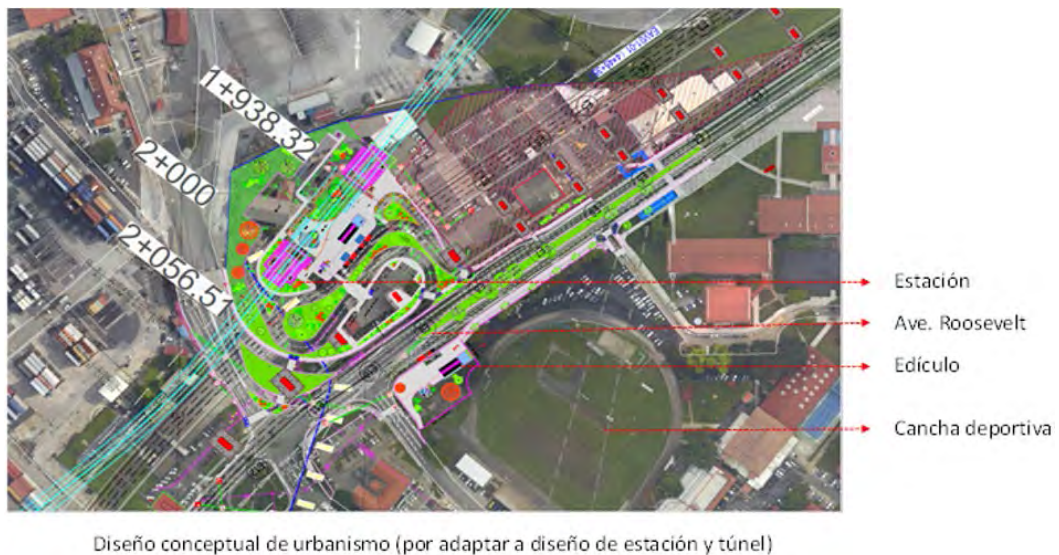 1+938.32
2+000
2+056.51
Estación
Ave. Roosevelt
Edículo
Cancha deportiva
Diseño conceptual de urbanismo (por adaptar a diseño de estación y túnel)